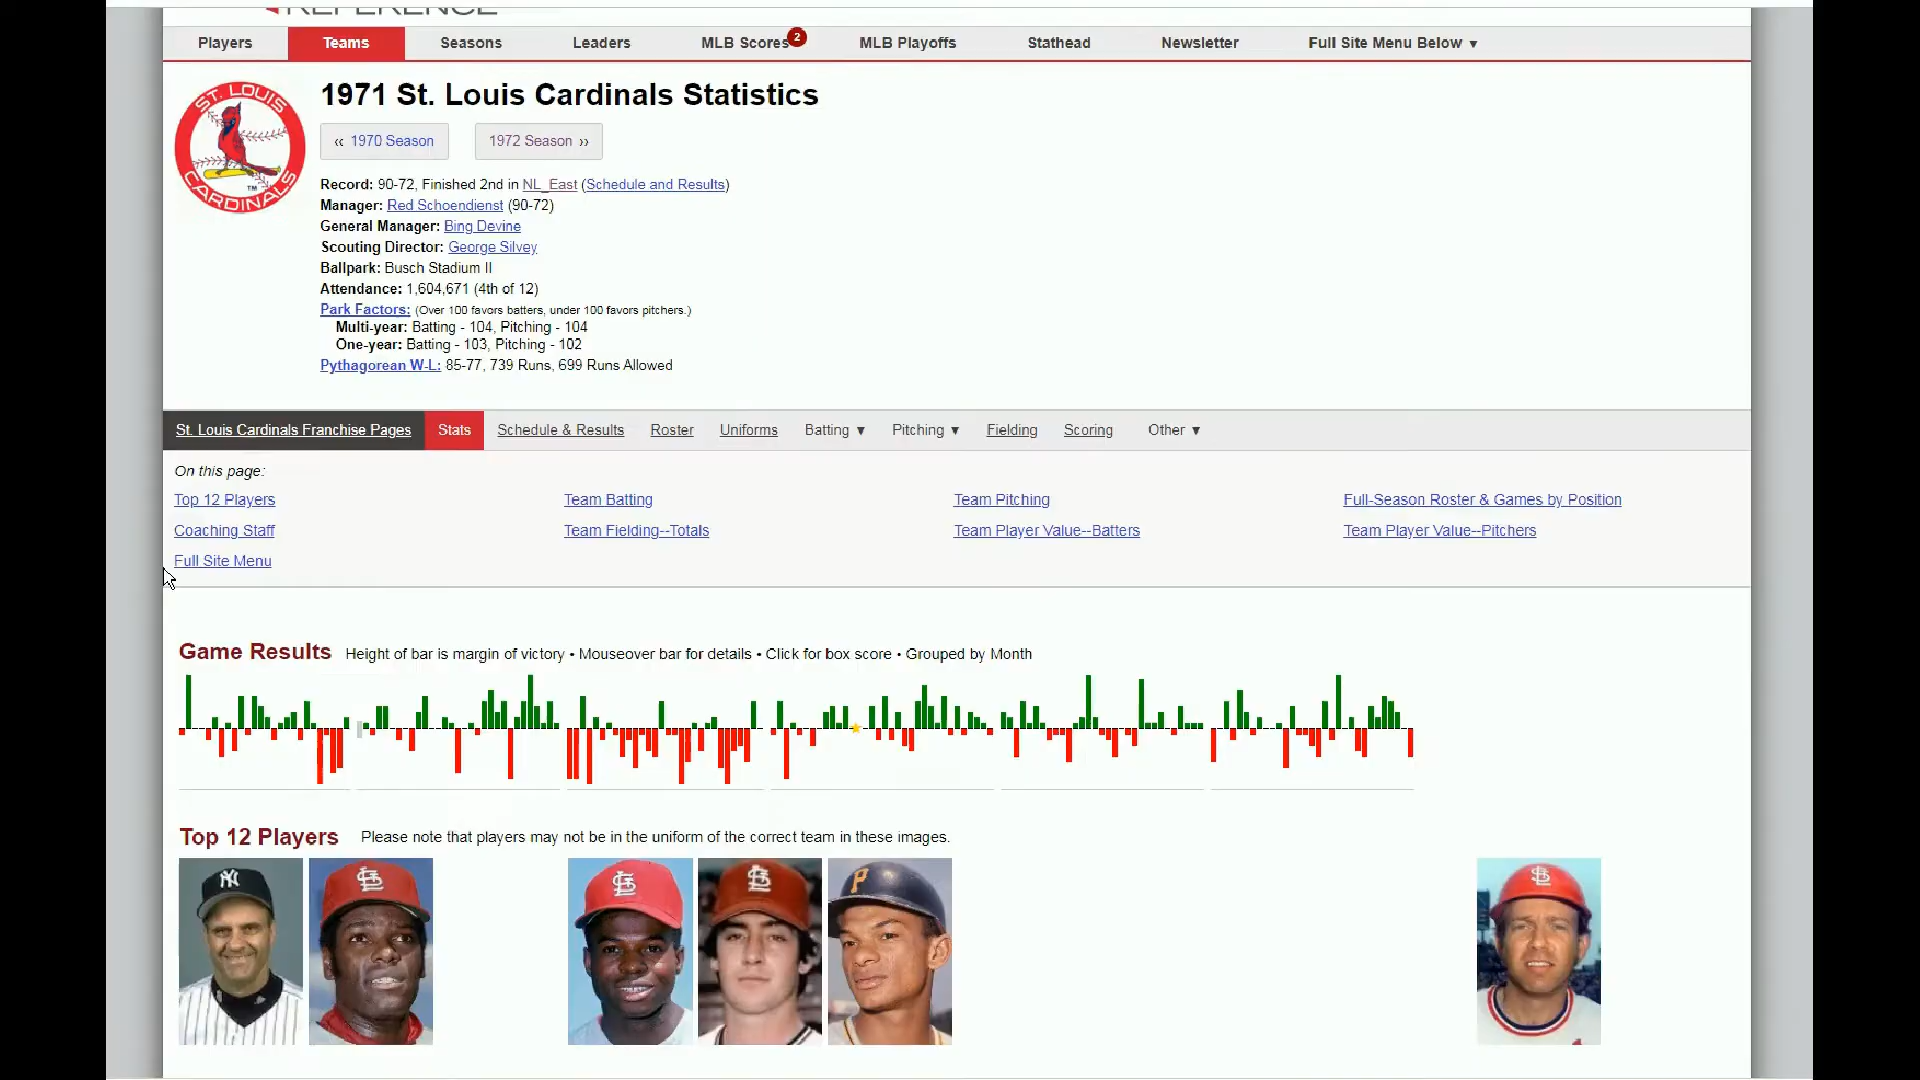 REFERENCE
Players Teams Seasons Leaders MLB Scores 2 MLB Playoffs Stathead Newsletter Full Site Menu Below ▼
ST. LOUIS
CARDINALS
TM
1971 St. Louis Cardinals Statistics
« 1970 Season 1972 Season »
Record: 90-72, Finished 2nd in NL_East (Schedule and Results)
Manager: Red Schoendienst (90-72)
General Manager: Bing Devine
Scouting Director: George Silvey
Ballpark: Busch Stadium II
Attendance: 1,604,671 (4th of 12)
Park Factors: (Over 100 favors batters, under 100 favors pitchers.)
Multi-year: Batting - 104, Pitching - 104
One-year: Batting - 103, Pitching - 102
Pythagorean W-L: 85-77, 739 Runs, 699 Runs Allowed
St. Louis Cardinals Franchise Pages Stats Schedule & Results Roster Uniforms Batting ▼ Pitching ▼ Fielding Scoring Other ▼
On this page:
Top 12 Players Team Batting Team Pitching Full-Season Roster & Games by Position
Coaching Staff Team Fielding--Totals Team Player Value--Batters Team Player Value--Pitchers
Full Site Menu
Game Results Height of bar is margin of victory • Mouseover bar for details • Click for box score • Grouped by Month
Top 12 Players Please note that players may not be in the uniform of the correct team in these images.